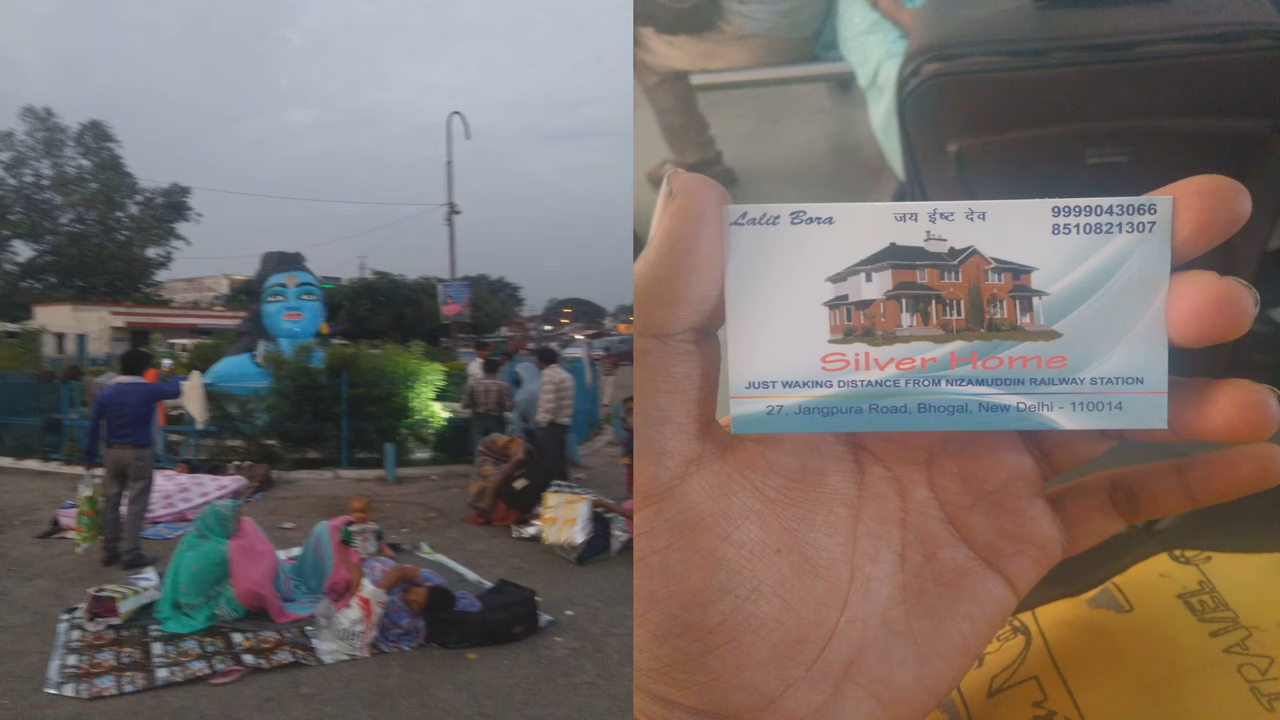 Lalit Bora
जय ईष्ट देव
9999043066
8510821307
Silver Home
JUST WAKING DISTANCE FROM NIZAMUDDIN RAILWAY STATION
27, Jangpura Road, Bhogal, New Delhi - 110014
TRAVEL